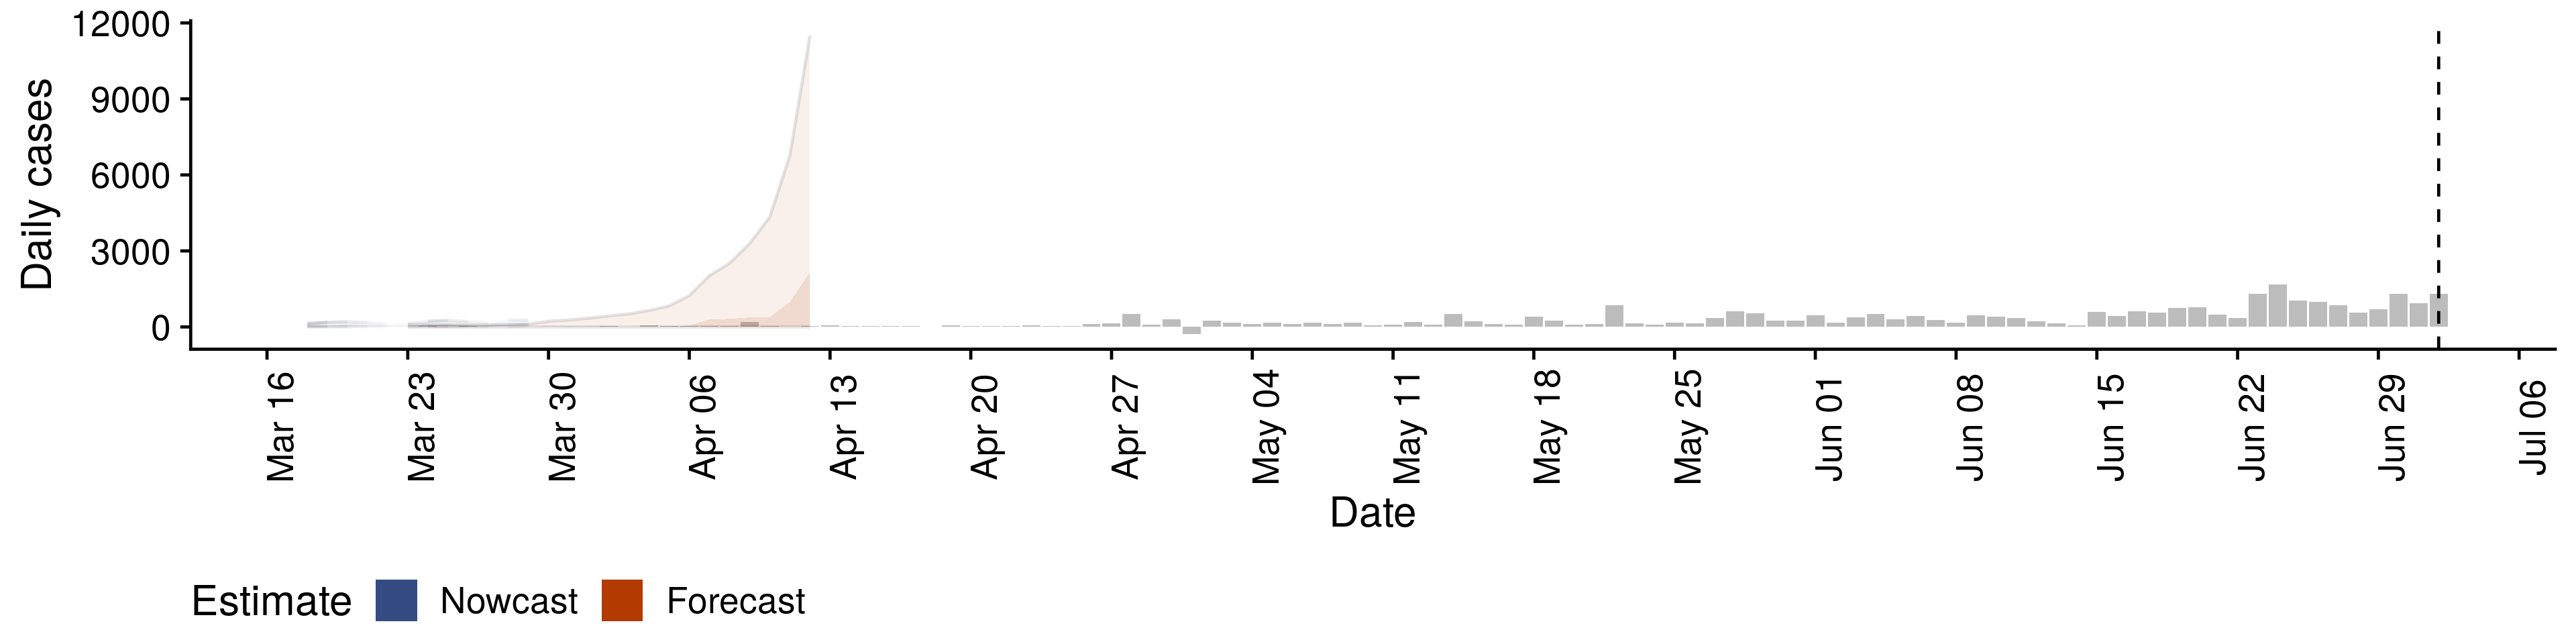 12000
9000
6000
3000
0
Daily cases
Mar 16
Mar 23
Mar 30
Apr 06
Apr 13
Apr 20
Apr 27
May 04
May 11
May 18
May 25
Jun 01
Jun 08
Jun 15
Jun 22
Jun 29
Jul 06
Date
Estimate Nowcast Forecast